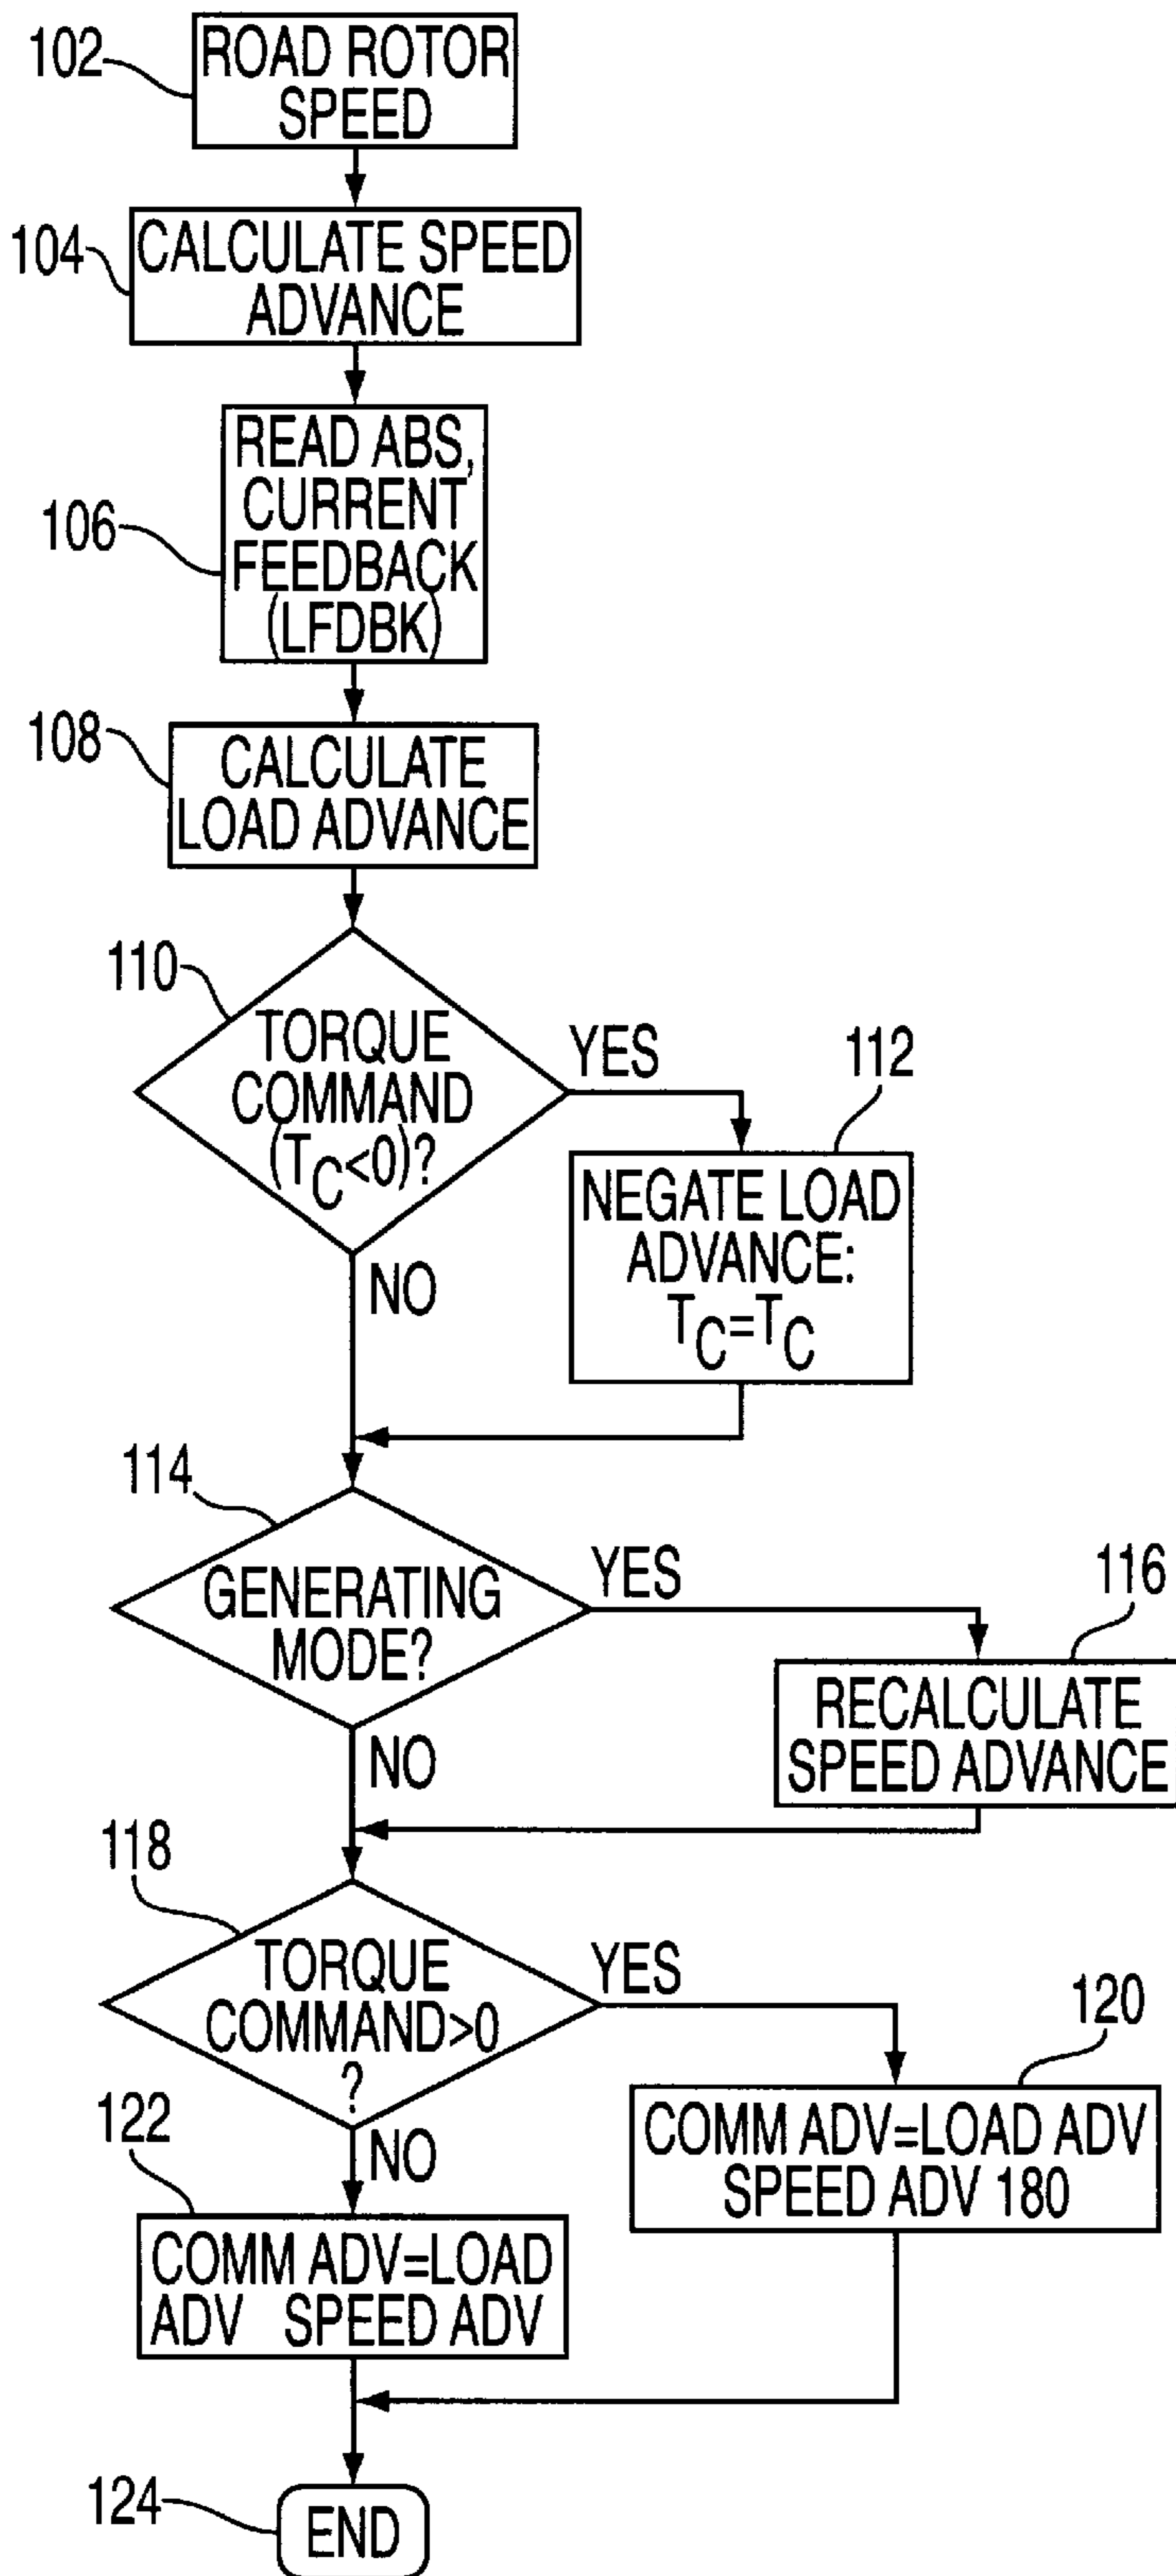 102
ROAD ROTOR
SPEED
104
CALCULATE SPEED
ADVANCE
106
READ ABS,
CURRENT
FEEDBACK
(LFDBK)
108
CALCULATE
LOAD ADVANCE
110
TORQUE
COMMAND
(TC<0)?
YES
NO
112
NEGATE LOAD
ADVANCE:
TC=TC
114
GENERATING
MODE?
YES
NO
116
RECALCULATE
SPEED ADVANCE
118
TORQUE
COMMAND>0
?
YES
NO
120
COMM ADV=LOAD ADV
SPEED ADV 180
122
COMM ADV=LOAD
ADV SPEED ADV
124
END